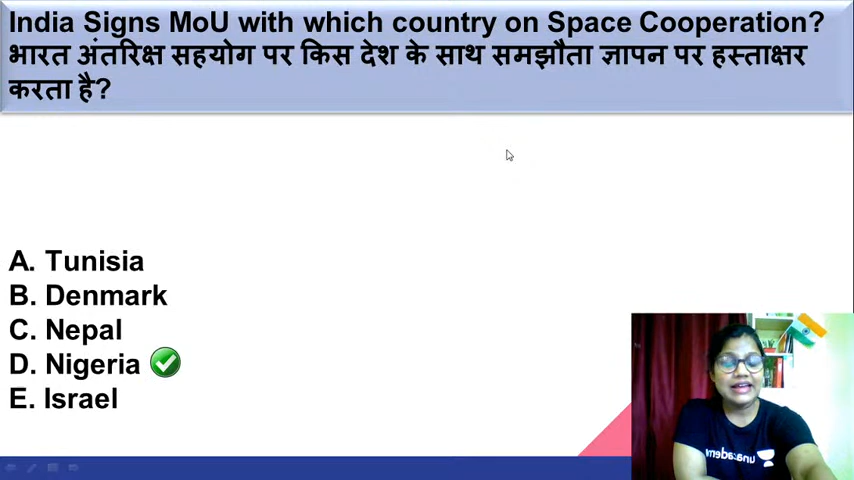 India Signs MoU with which country on Space Cooperation?
भारत अंतरिक्ष सहयोग पर किस देश के साथ समझौता ज्ञापन पर हस्ताक्षर
करता है?
A. Tunisia
B. Denmark
C. Nepal
D. Nigeria
E. Israel
unacademy